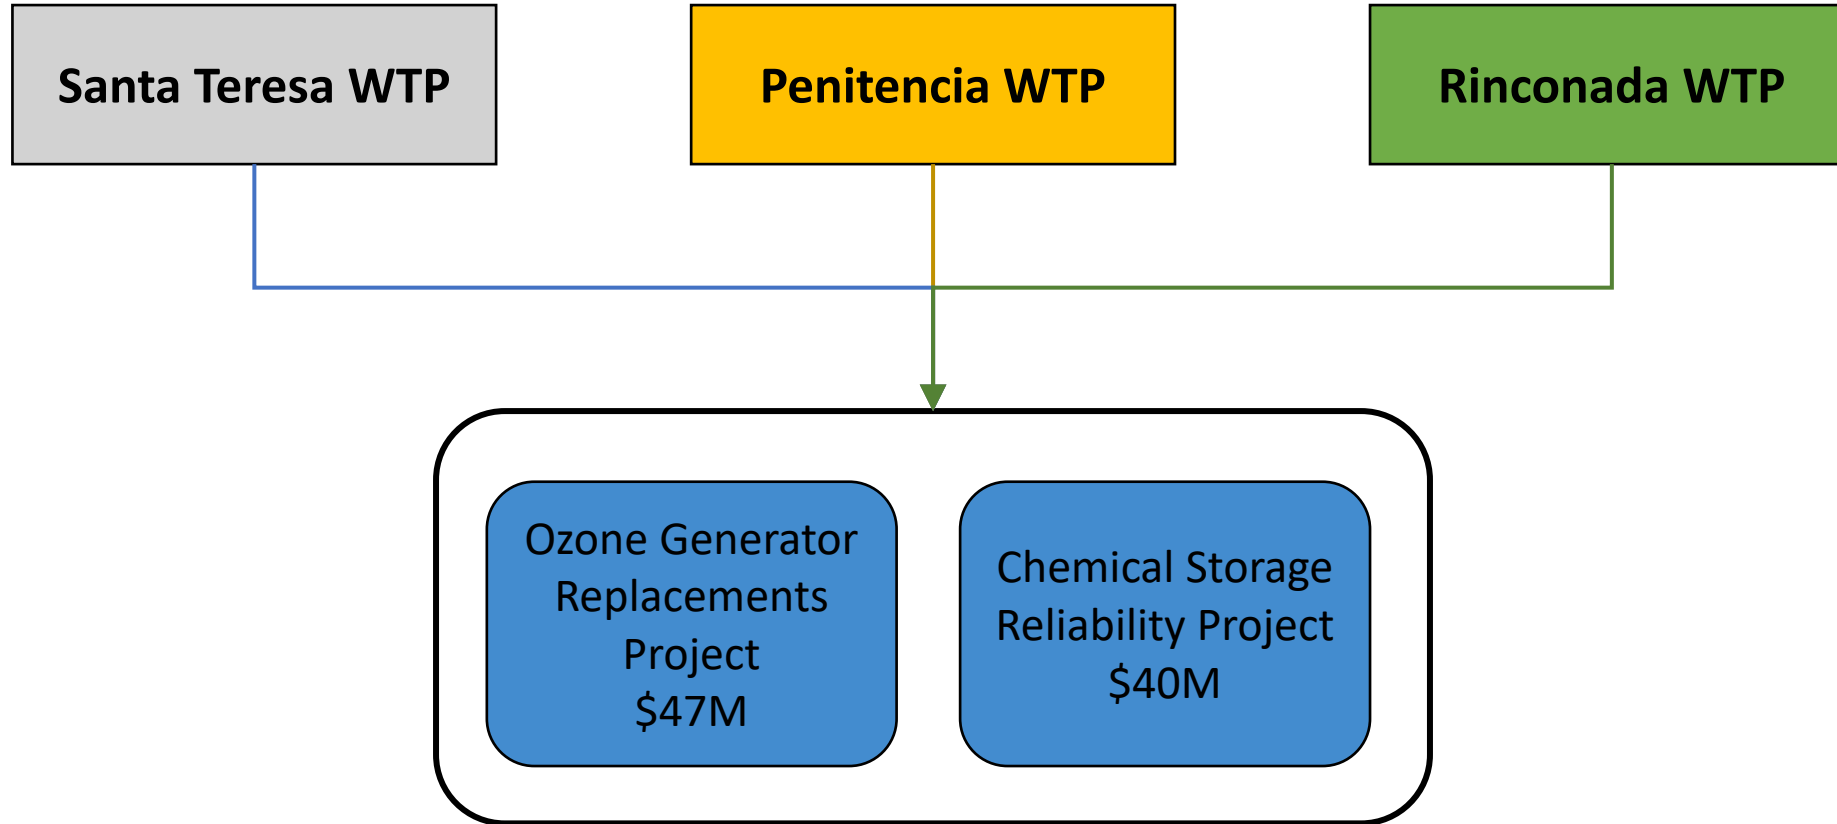 Santa Teresa WTP
Penitencia WTP
Rinconada WTP
Ozone Generator
Replacements
Project
$47M
Chemical Storage
Reliability Project
$40M